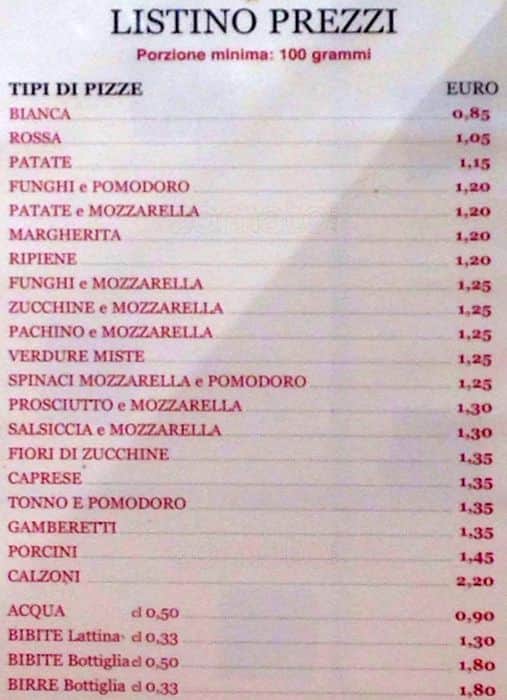 LISTINO PREZZI
Porzione minima: 100 grammi
TIPI DI PIZZE EURO
BIANCA 0,85
ROSSA 1,05
PATATE 1,15
FUNGHI e POMODORO 1,20
PATATE e MOZZARELLA 1,20
MARGHERITA 1,20
RIPIENE 1,20
FUNGHI e MOZZARELLA 1,25
ZUCCHINE e MOZZARELLA 1,25
PACHINO e MOZZARELLA 1,25
VERDURE MISTE 1,25
SPINACI MOZZARELLA e POMODORO 1,25
PROSCIUTTO e MOZZARELLA 1,30
SALSICCIA e MOZZARELLA 1,30
FIORI DI ZUCCHINE 1,35
CAPRESE 1,35
TONNO E POMODORO 1,35
GAMBERETTI 1,35
PORCINI 1,45
CALZONI 2,20
ACQUA cl 0,50 0,90
BIBITE Lattina cl 0,33 1,30
BIBITE Bottiglia cl 0,50 1,80
BIRRE Bottiglia cl 0,33 1,80